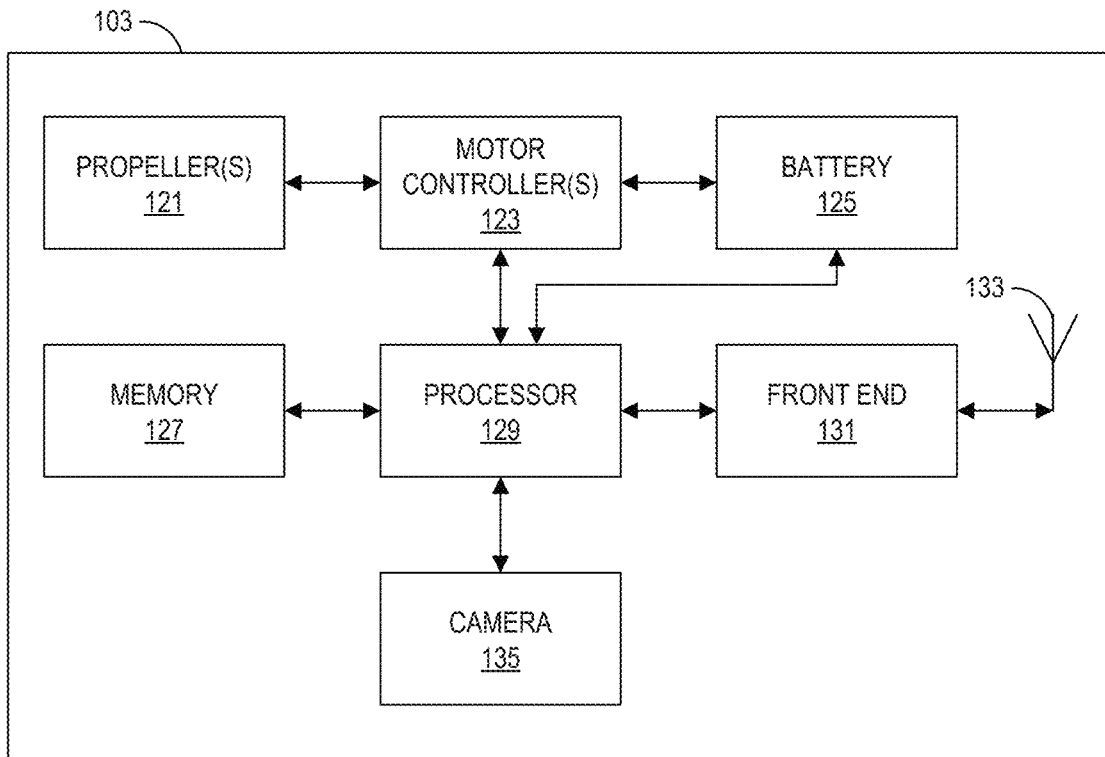 103
PROPELLER(S)
121
MOTOR
CONTROLLER(S)
123
BATTERY
125
133
MEMORY
127
PROCESSOR
129
FRONT END
131
CAMERA
135